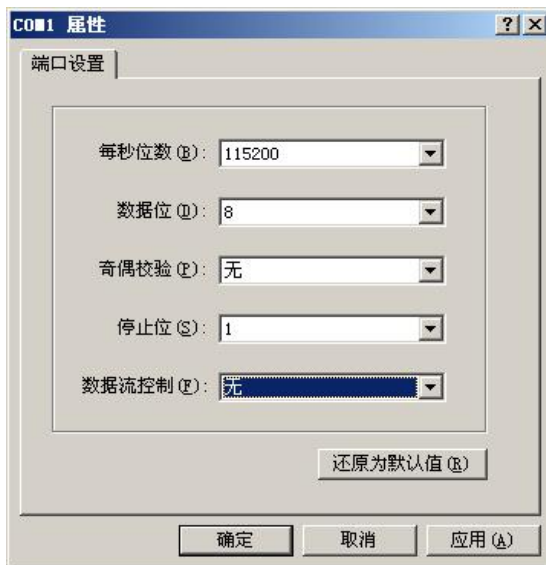 COM1 属性
端口设置
每秒位数(B): 115200
数据位(D): 8
奇偶校验(P): 无
停止位(S): 1
数据流控制(F): 无
还原为默认值(R)
确定 取消 应用(A)